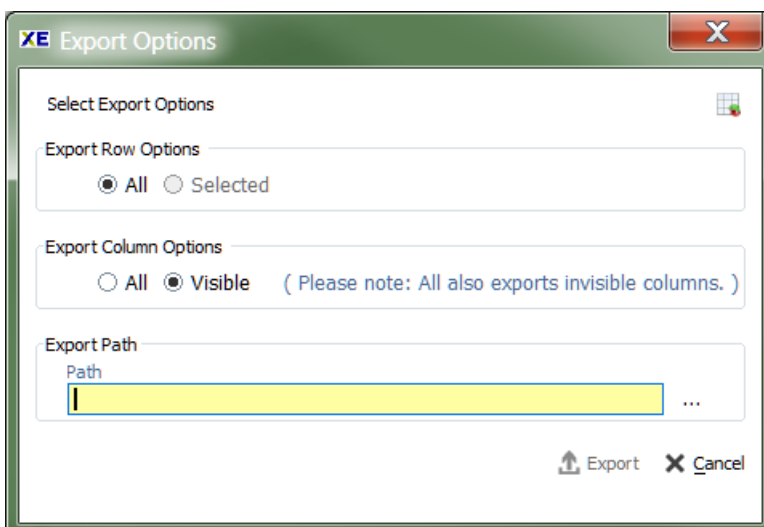 XE Export Options
X
Select Export Options
Export Row Options
All Selected
Export Column Options
All Visible ( Please note: All also exports invisible columns. )
Export Path
Path
...
Export Cancel